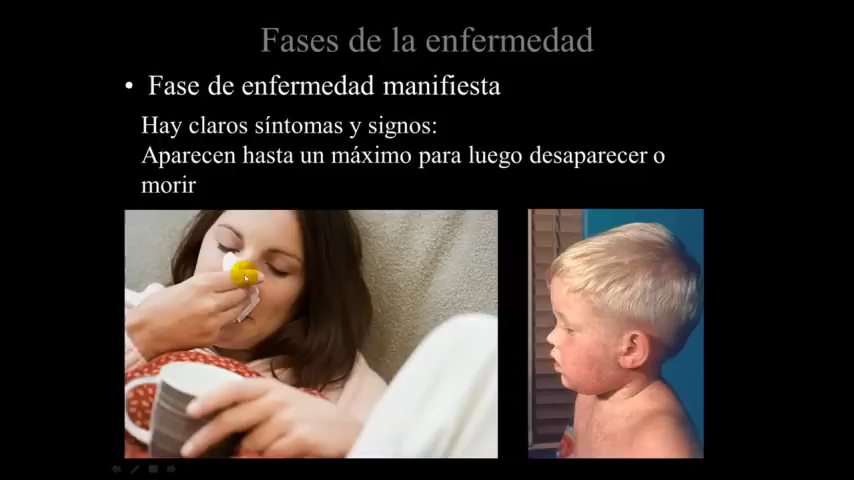 Fases de la enfermedad
• Fase de enfermedad manifiesta
Hay claros síntomas y signos:
Aparecen hasta un máximo para luego desaparecer o
morir